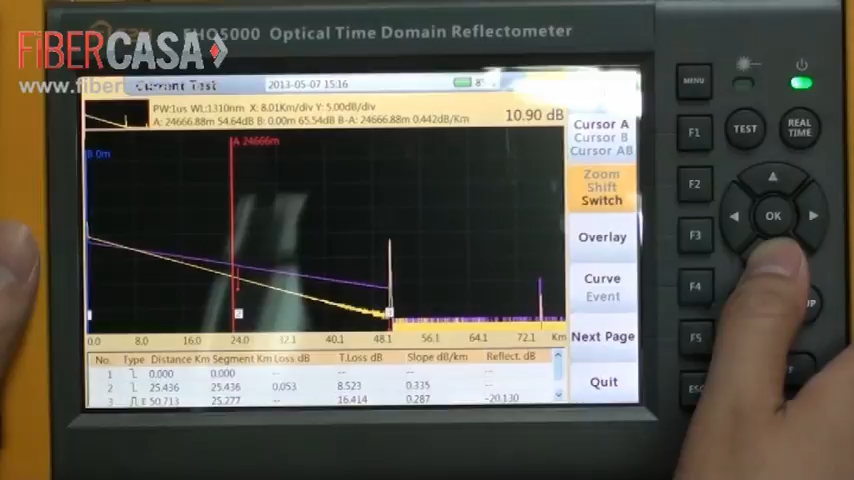 FIBERCASA
www.fiber
EHO5000 Optical Time Domain Reflectometer
Current Test
2013-05-07 15:16
PW:1us WL:1310nm X: 8.01Km/div Y: 5.00dB/div
A: 24666.88m 54.64dB B: 0.00m 65.54dB B-A: 24666.88m 0.442dB/Km
10.90 dB
B 0m
A 24666m
2
3
0.0 8.0 16.0 24.0 32.1 40.1 48.1 56.1 64.1 72.1 Km
No. Type Distance Km Segment Km Loss dB T.Loss dB Slope dB/km Reflect. dB
1 0.000 0.000 -- -- -- --
2 25.436 25.436 0.053 8.523 0.335 --
3 E 50.713 25.277 -- 16.414 0.287 -20.130
Cursor A
Cursor B
Cursor AB
Zoom
Shift
Switch
Overlay
Curve
Event
Next Page
Quit
MENU
F1
F2
F3
F4
F5
ESC
TEST
REAL
TIME
OK